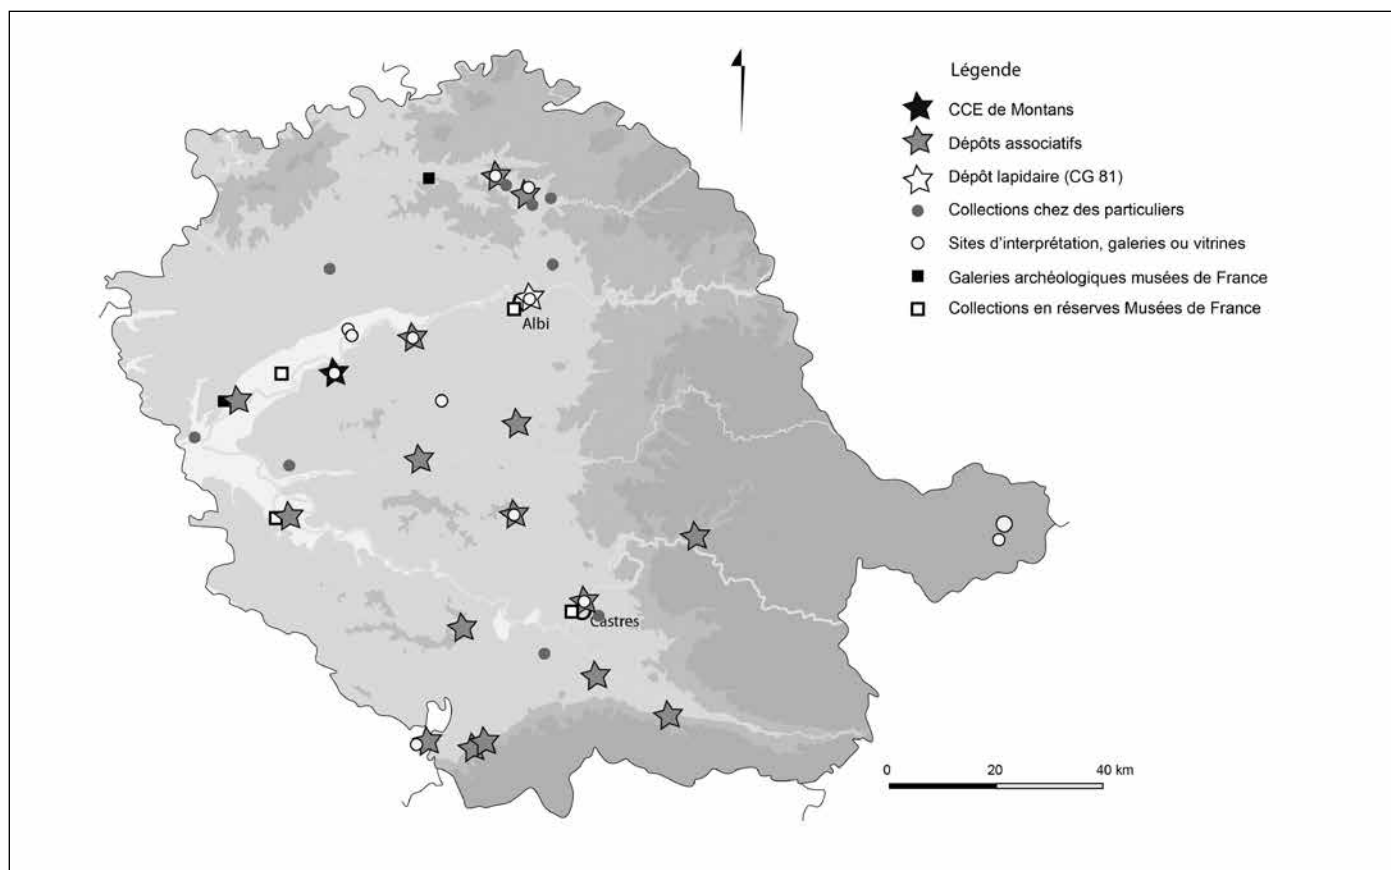 Légende
CCE de Montans
Dépôts associatifs
Dépôt lapidaire (CG 81)
Collections chez des particuliers
Sites d'interprétation, galeries ou vitrines
Galeries archéologiques musées de France
Collections en réserves Musées de France
Albi
Castres
0 20 40 km